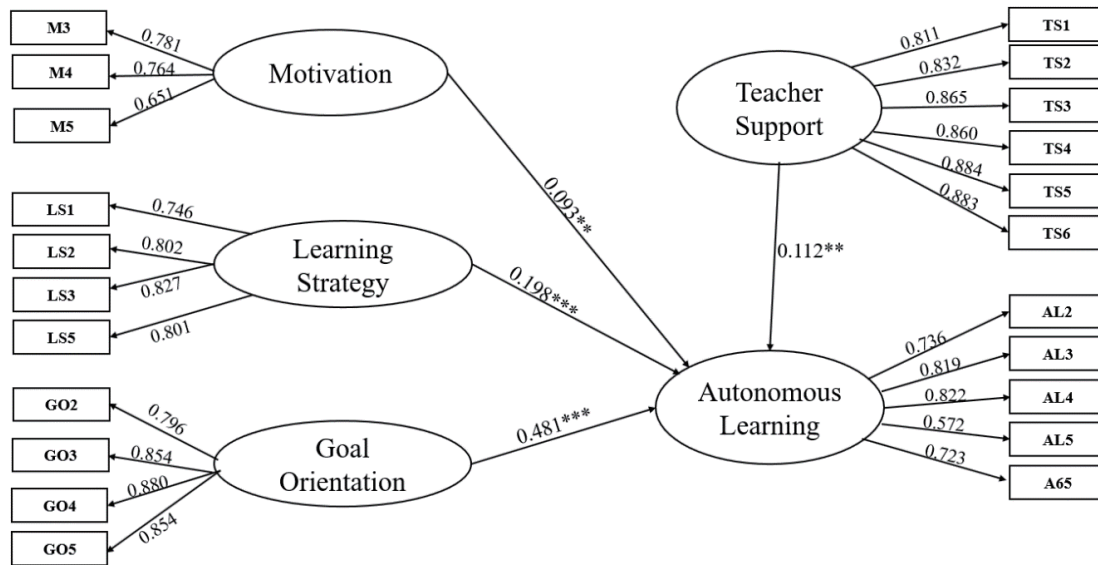 M3
0.781
M4
0.764
M5
0.651
Motivation
0.093**
LS1
0.746
LS2
0.802
LS3
0.827
LS5
0.801
Learning
Strategy
0.198***
GO2
0.796
GO3
0.854
GO4
0.880
GO5
0.854
Goal
Orientation
0.481***
Teacher
Support
0.112**
0.811
TS1
0.832
TS2
0.865
TS3
0.860
TS4
0.884
TS5
0.883
TS6
Autonomous
Learning
0.736
AL2
0.819
AL3
0.822
AL4
0.572
AL5
0.723
A65